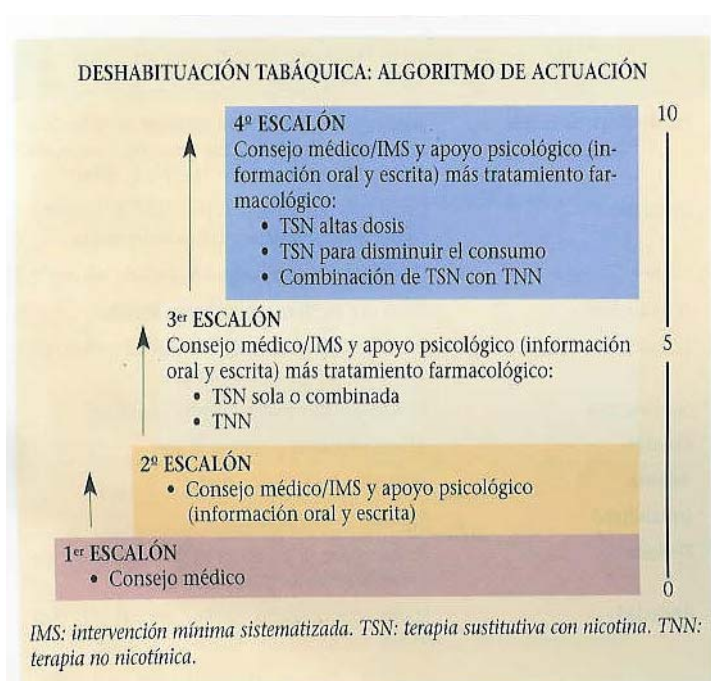 DESHABITUACIÓN TABÁQUICA: ALGORITMO DE ACTUACIÓN
4º ESCALÓN
Consejo médico/IMS y apoyo psicológico (in-
formación oral y escrita) más tratamiento far-
macológico:
• TSN altas dosis
• TSN para disminuir el consumo
• Combinación de TSN con TNN
10
3er ESCALÓN
Consejo médico/IMS y apoyo psicológico (información
oral y escrita) más tratamiento farmacológico:
• TSN sola o combinada
• TNN
5
2º ESCALÓN
• Consejo médico/IMS y apoyo psicológico
(información oral y escrita)
1er ESCALÓN
• Consejo médico
0
IMS: intervención mínima sistematizada. TSN: terapia sustitutiva con nicotina. TNN:
terapia no nicotínica.